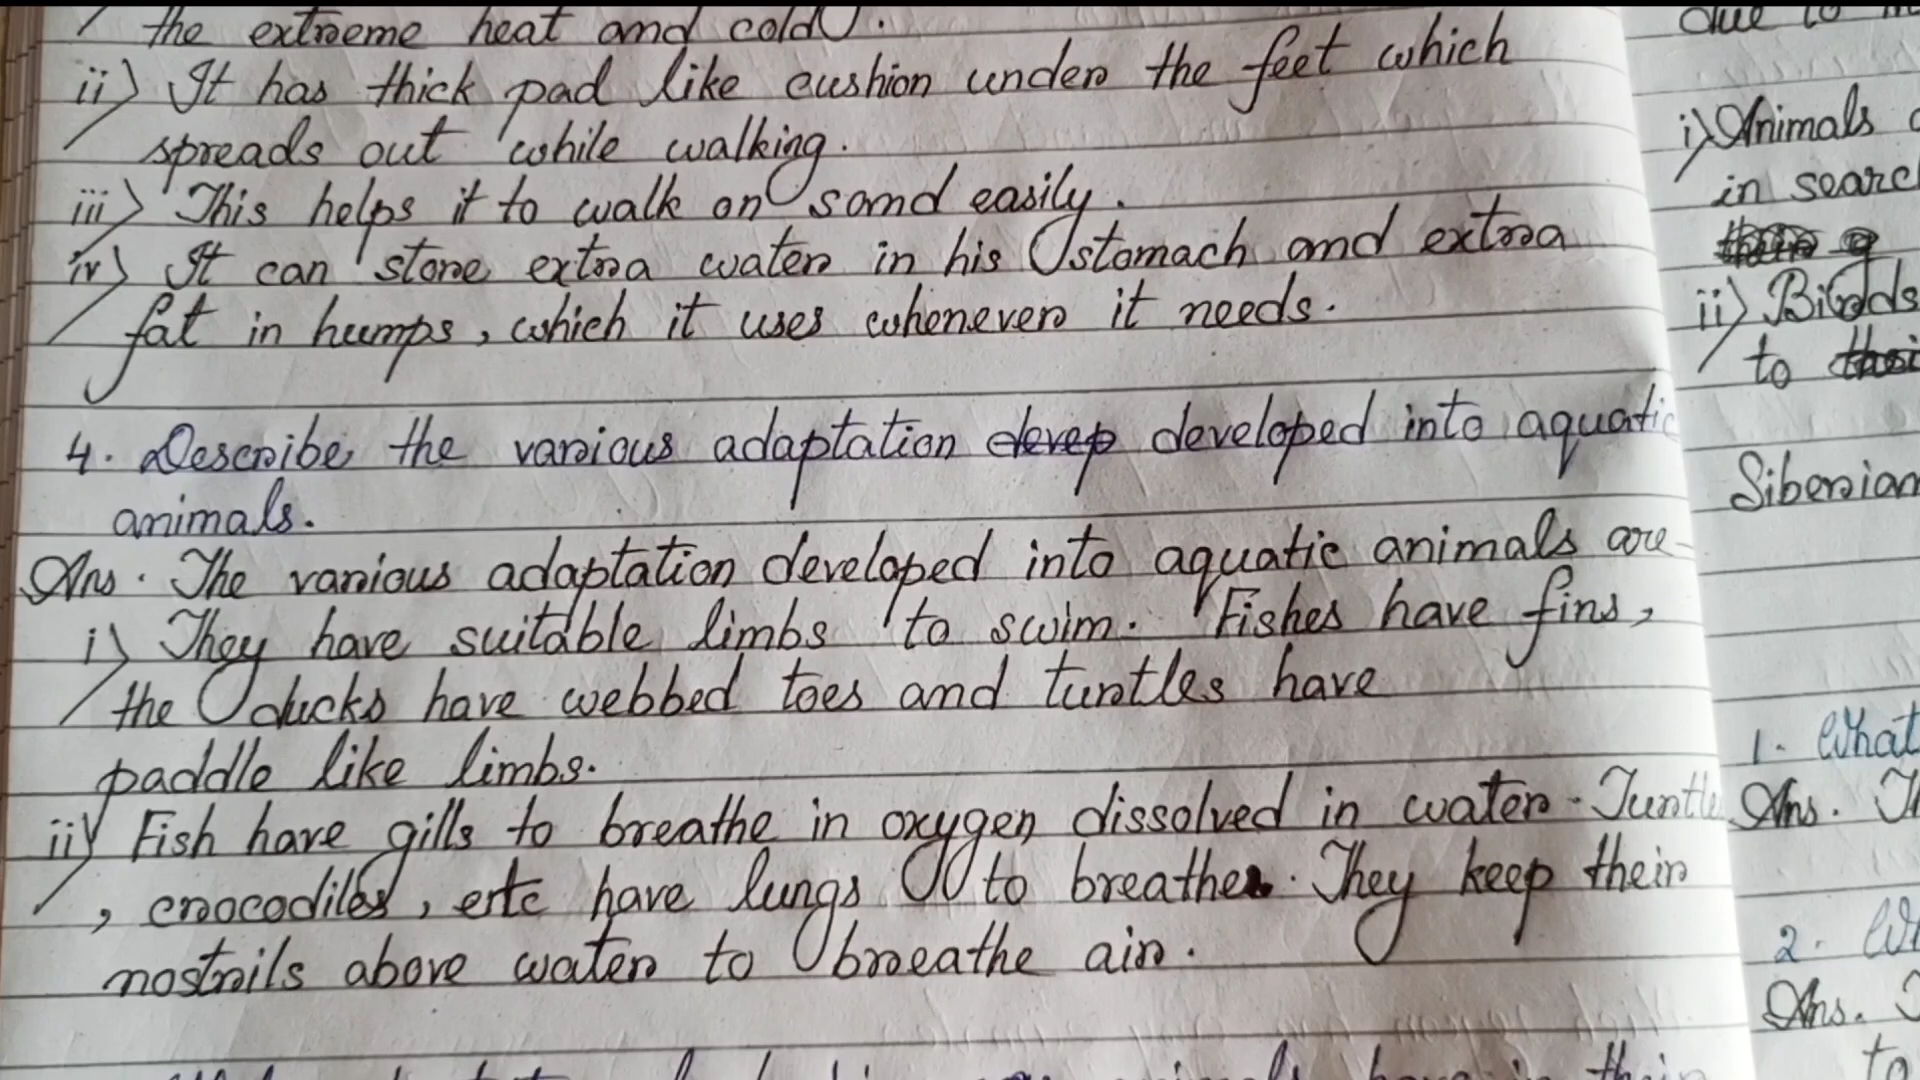 the extreme heat and cold.
ii) It has thick pad like cushion under the feet which
spreads out while walking.
iii) This helps it to walk on sand easily.
iv) It can store extra water in his stomach and extra
fat in humps, which it uses whenever it needs.
4. Describe the various adaptation develop developed into aquatic
animals.
Ans. The various adaptation developed into aquatic animals are-
i) They have suitable limbs to swim. Fishes have fins,
the ducks have webbed toes and turtles have
paddle like limbs.
ii) Fish have gills to breathe in oxygen dissolved in water. Turtle
, crocodiles, etc have lungs to breathe. They keep their
nostrils above water to breathe air.
due to
i) Animals
in search
ii) Birds
to
Siberian
1. What
Ans.
2.
Ans.
to